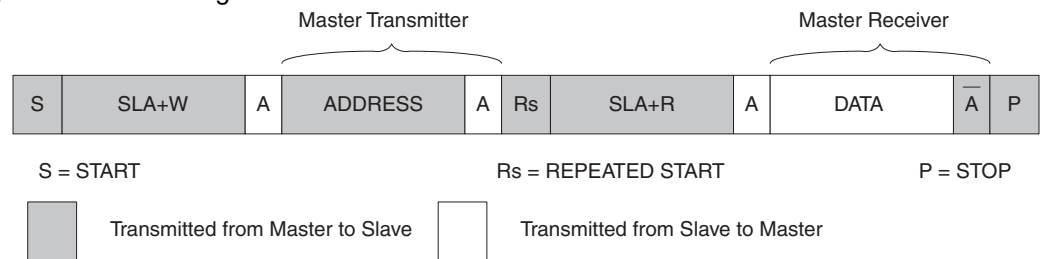 Master Transmitter Master Receiver
S SLA+W A ADDRESS A Rs SLA+R A DATA A̅ P
S = START Rs = REPEATED START P = STOP
Transmitted from Master to Slave Transmitted from Slave to Master